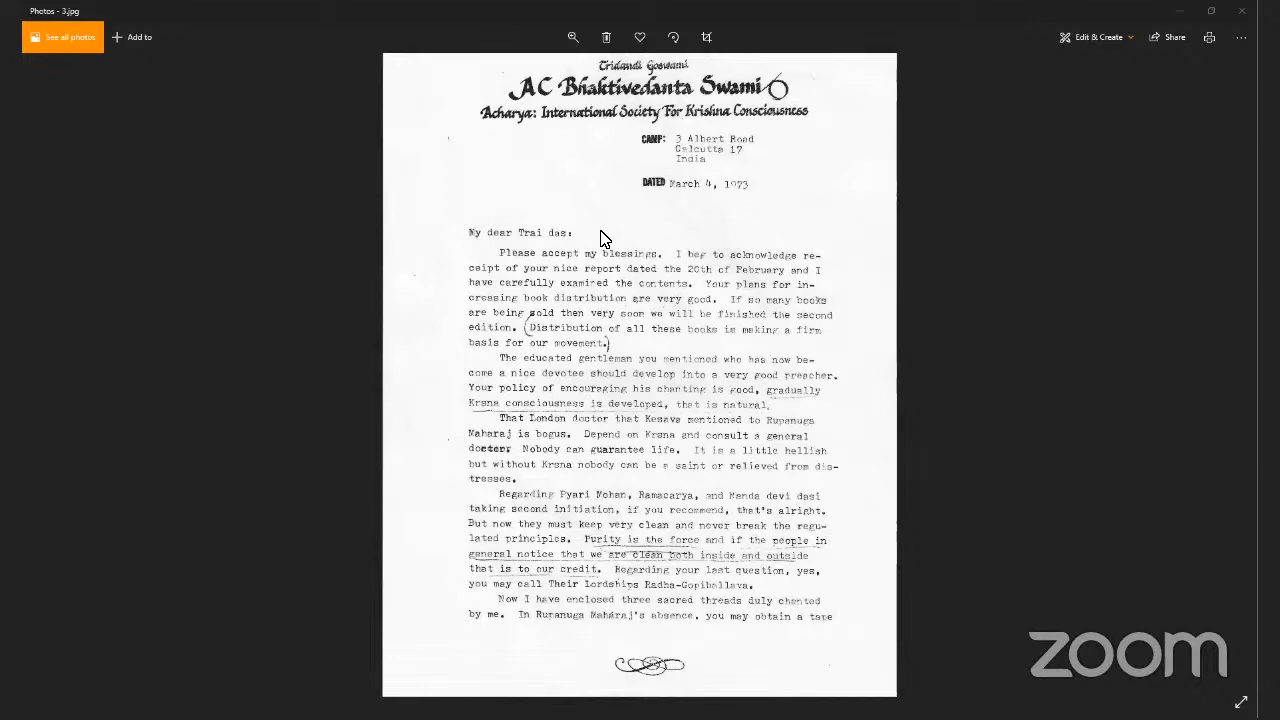 Photos - 3.jpg
See all photos
Add to
Edit & Create
Share
Tridandi Goswami
AC Bhaktivedanta Swami 6
Acharya: International Society For Krishna Consciousness
CAMP: 3 Albert Road
Calcutta 17
India
DATED March 4, 1973
My dear Trai das:
Please accept my blessings. I beg to acknowledge re-
ceipt of your nice report dated the 20th of February and I
have carefully examined the contents. Your plans for in-
creasing book distribution are very good. If so many books
are being sold then very soon we will be finished the second
edition. (Distribution of all these books is making a firm
basis for our movement.)
The educated gentleman you mentioned who has now be-
come a nice devotee should develop into a very good preacher.
Your policy of encouraging his chanting is good, gradually
Krsna consciousness is developed, that is natural.
That London doctor that Kesava mentioned to Rupanuga
Maharaj is bogus. Depend on Krsna and consult a general
doctor. Nobody can guarantee life. It is a little hellish
but without Krsna nobody can be a saint or relieved from dis-
tresses.
Regarding Pyari Mohan, Ramacarya, and Nanda devi dasi
taking second initiation, if you recommend, that's alright.
But now they must keep very clean and never break the regu-
lated principles. Purity is the force and if the people in
general notice that we are clean both inside and outside
that is to our credit. Regarding your last question, yes,
you may call Their Lordships Radha-Gopiballava.
Now I have enclosed three sacred threads duly chanted
by me. In Rupanuga Maharaj's absence, you may obtain a tape
zoom